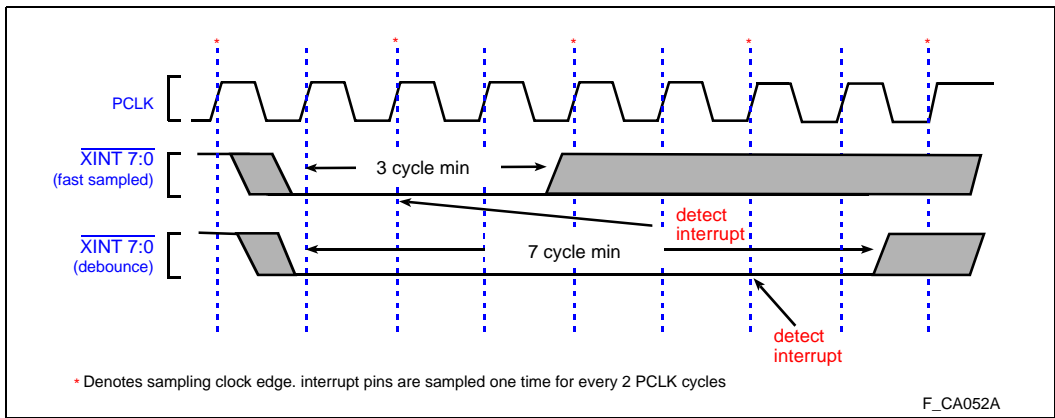 * * * * *
PCLK
XINT 7:0
(fast sampled)
3 cycle min
detect
interrupt
XINT 7:0
(debounce)
7 cycle min
detect
interrupt
* Denotes sampling clock edge. interrupt pins are sampled one time for every 2 PCLK cycles
F_CA052A